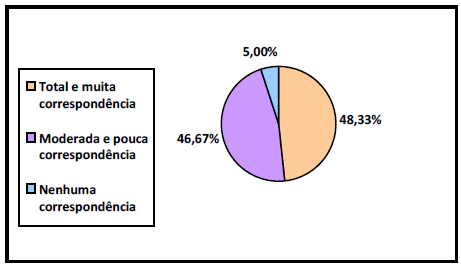 5,00%
Total e muita
correspondência
48,33%
Moderada e pouca
correspondência
46,67%
Nenhuma
correspondência